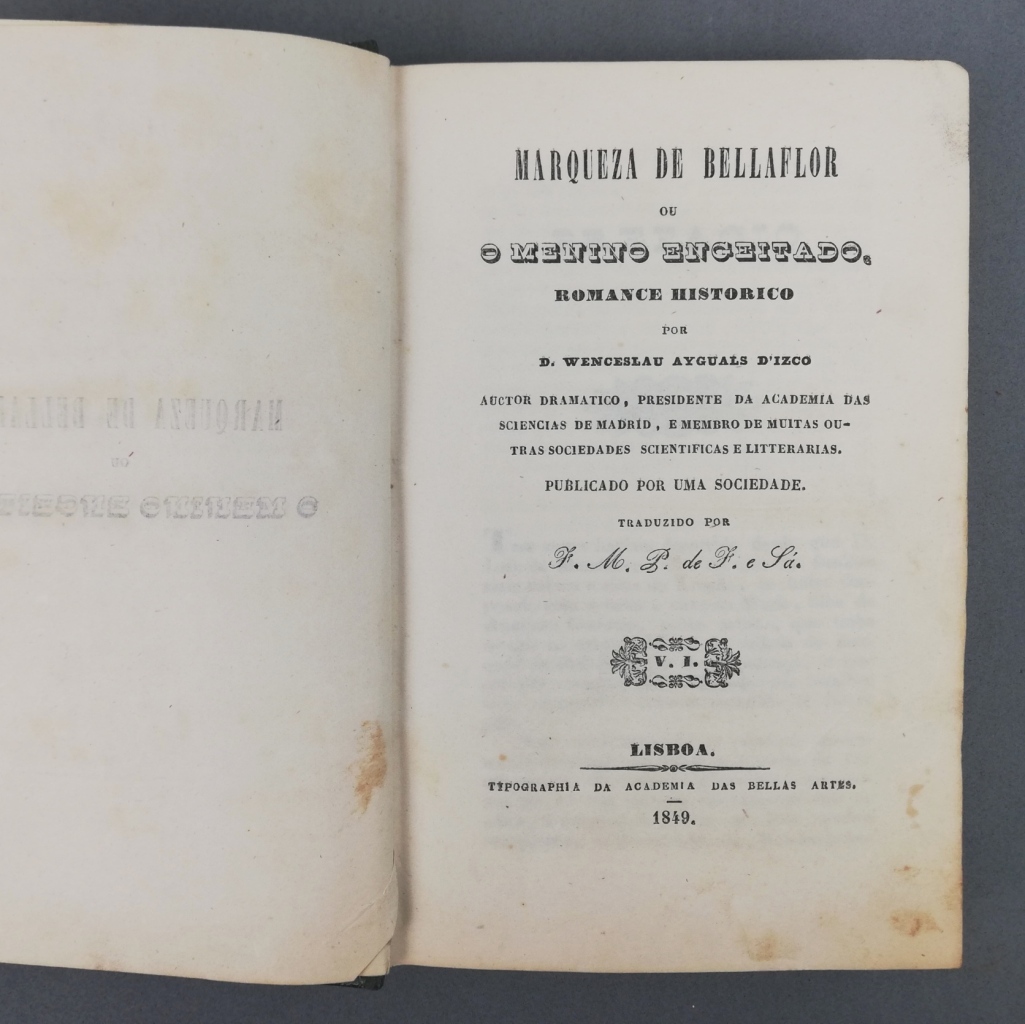 MARQUEZA DE BELLAFLOR
OU
O MENINO ENGEITADO,
ROMANCE HISTORICO
POR
D. WENCESLAU AYGUALS D'IZCO
AUCTOR DRAMATICO, PRESIDENTE DA ACADEMIA DAS
SCIENCIAS DE MADRID, E MEMBRO DE MUITAS OU-
TRAS SOCIEDADES SCIENTIFICAS E LITTERARIAS.
PUBLICADO POR UMA SOCIEDADE.
TRADUZIDO POR
F. M. P. de F. e Sá.
V. I.
LISBOA.
TIPOGRAPHIA DA ACADEMIA DAS BELLAS ARTES.
1849.